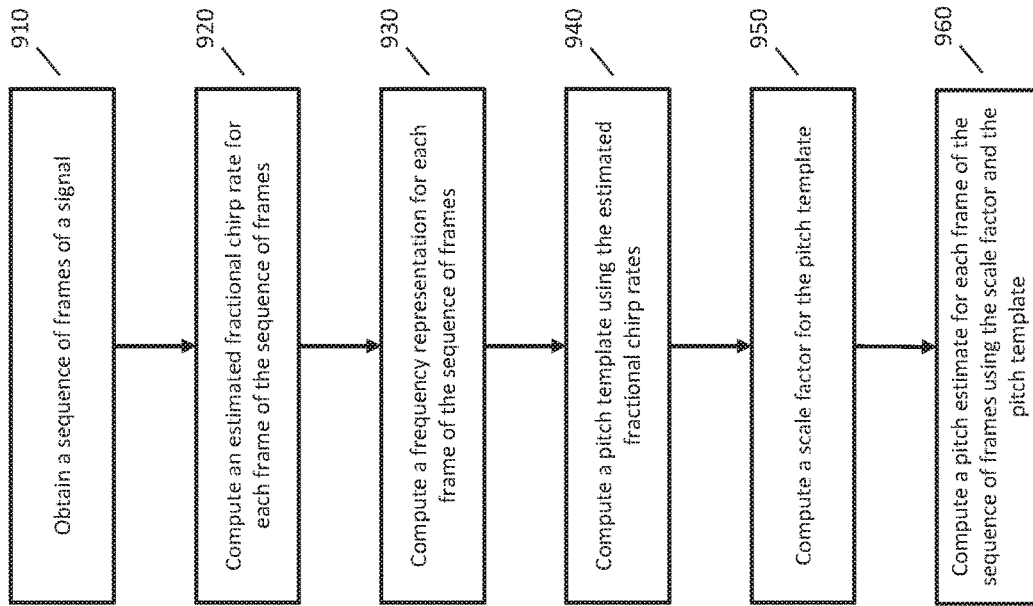 910
Obtain a sequence of frames of a signal
920
Compute an estimated fractional chirp rate for
each frame of the sequence of frames
930
Compute a frequency representation for each
frame of the sequence of frames
940
Compute a pitch template using the estimated
fractional chirp rates
950
Compute a scale factor for the pitch template
960
Compute a pitch estimate for each frame of the
sequence of frames using the scale factor and the
pitch template